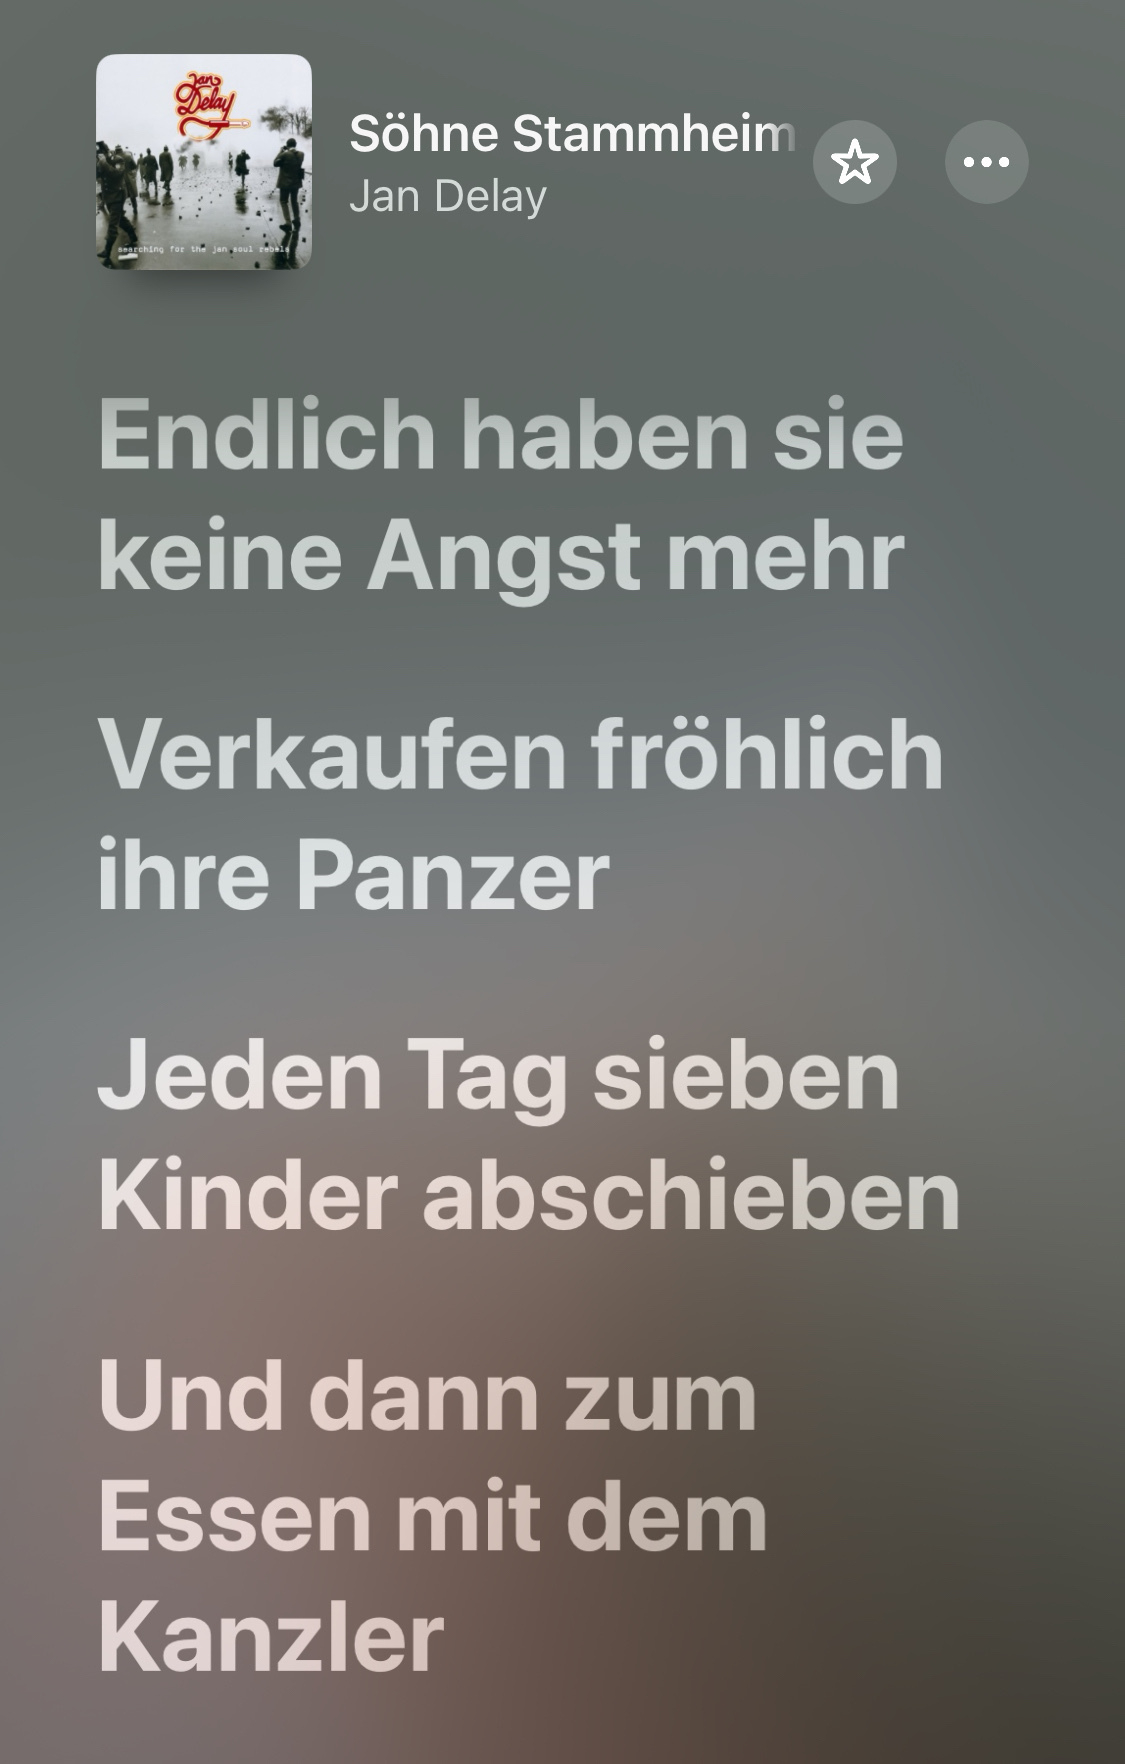 Jan
Delay
searching for the jan soul rebels
Söhne Stammheim
Jan Delay
Endlich haben sie
keine Angst mehr
Verkaufen fröhlich
ihre Panzer
Jeden Tag sieben
Kinder abschieben
Und dann zum
Essen mit dem
Kanzler